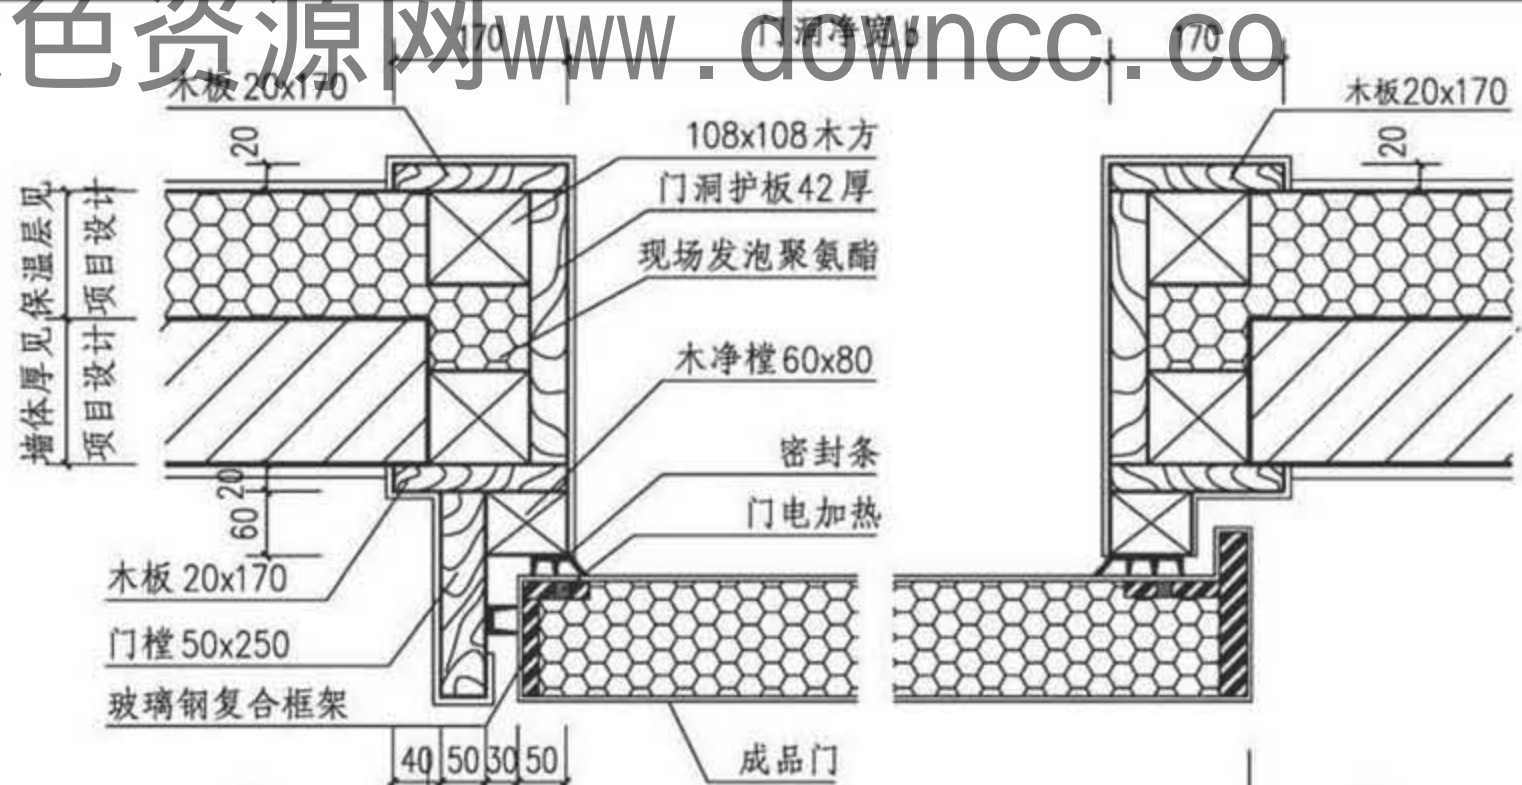 色资源网www.downcc.co
170
门洞净宽b
170
木板20x170
木板20x170
20
108x108木方
20
门洞护板42厚
保温层见
项目设计
现场发泡聚氨酯
墙体厚见
项目设计
木净樘60x80
密封条
20
60
门电加热
木板20x170
门樘50x250
玻璃钢复合框架
40 50 30 50
成品门